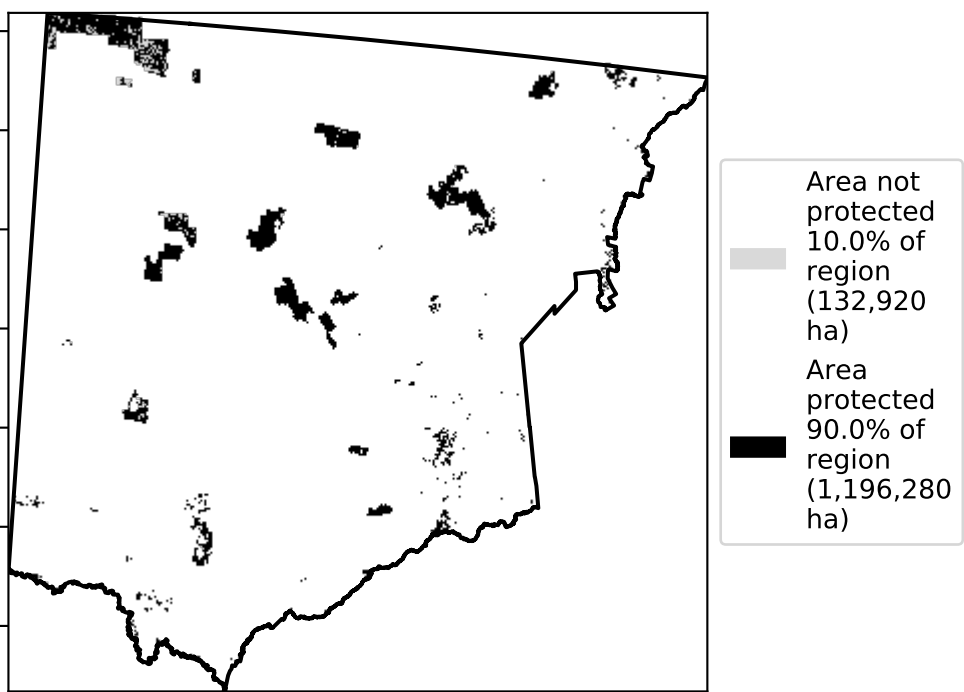 Area not
protected
10.0% of
region
(132,920
ha)
Area
protected
90.0% of
region
(1,196,280
ha)